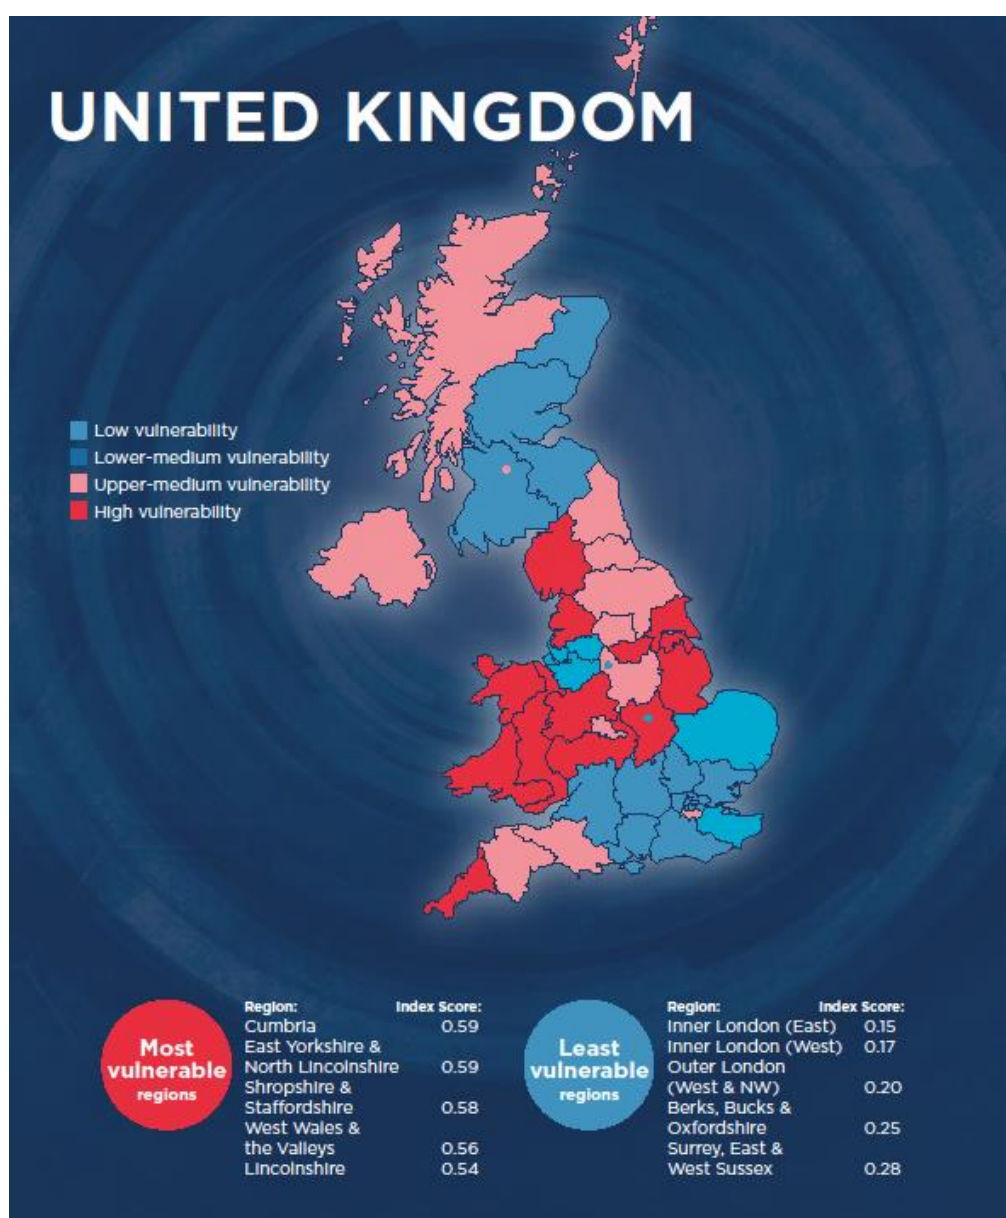 UNITED KINGDOM
Low vulnerability
Lower-medium vulnerability
Upper-medium vulnerability
High vulnerability
Most
vulnerable
regions
Region: Index Score:
Cumbria 0.59
East Yorkshire &
North Lincolnshire 0.59
Shropshire &
Staffordshire 0.58
West Wales &
the Valleys 0.56
Lincolnshire 0.54
Least
vulnerable
regions
Region: Index Score:
Inner London (East) 0.15
Inner London (West) 0.17
Outer London
(West & NW) 0.20
Berks, Bucks &
Oxfordshire 0.25
Surrey, East &
West Sussex 0.28